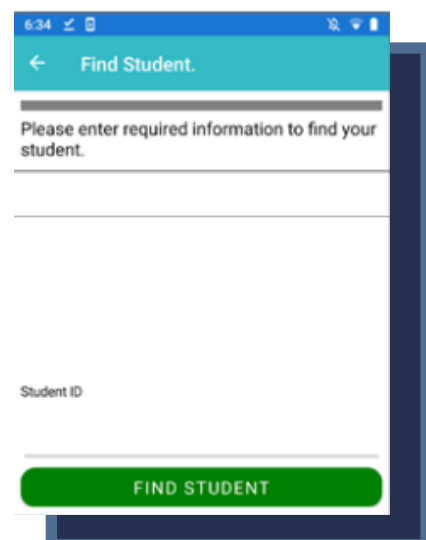 6:34
Find Student.
Please enter required information to find your
student.
Student ID
FIND STUDENT